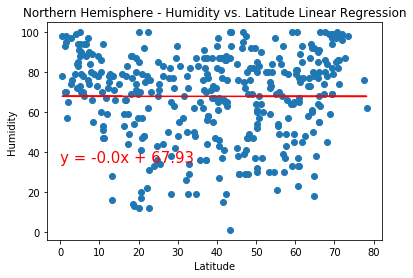 Northern Hemisphere - Humidity vs. Latitude Linear Regression
100
80
60
40
20
0
Humidity
y = -0.0x + 67.93
0 10 20 30 40 50 60 70 80
Latitude